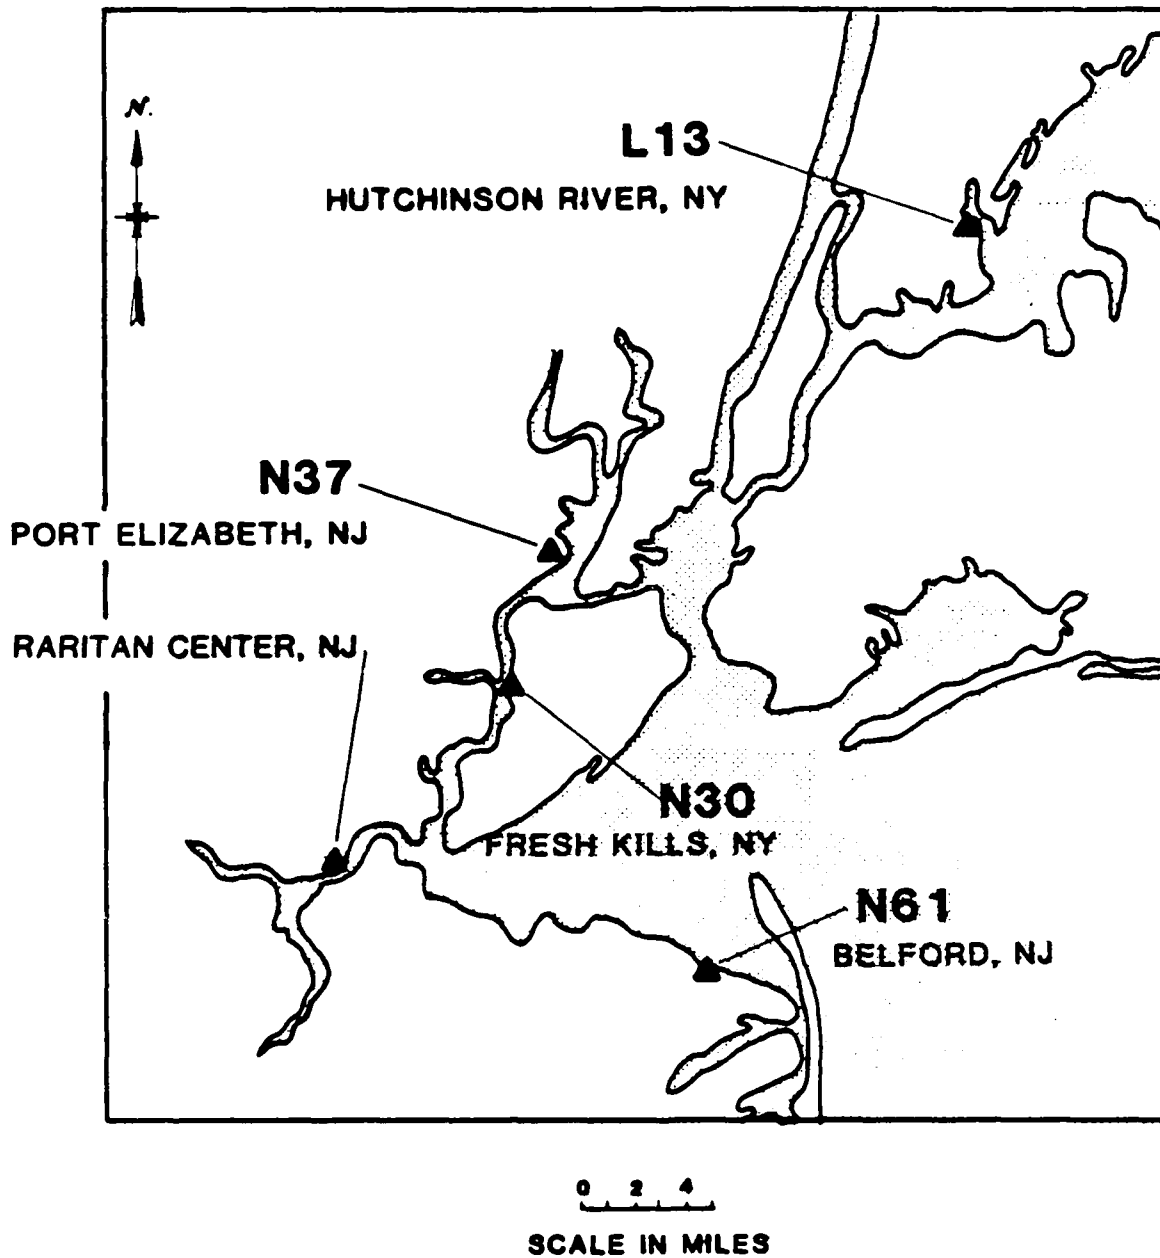 N.
L13
HUTCHINSON RIVER, NY
N37
PORT ELIZABETH, NJ
RARITAN CENTER, NJ
N30
FRESH KILLS, NY
N61
BELFORD, NJ
0 2 4
SCALE IN MILES